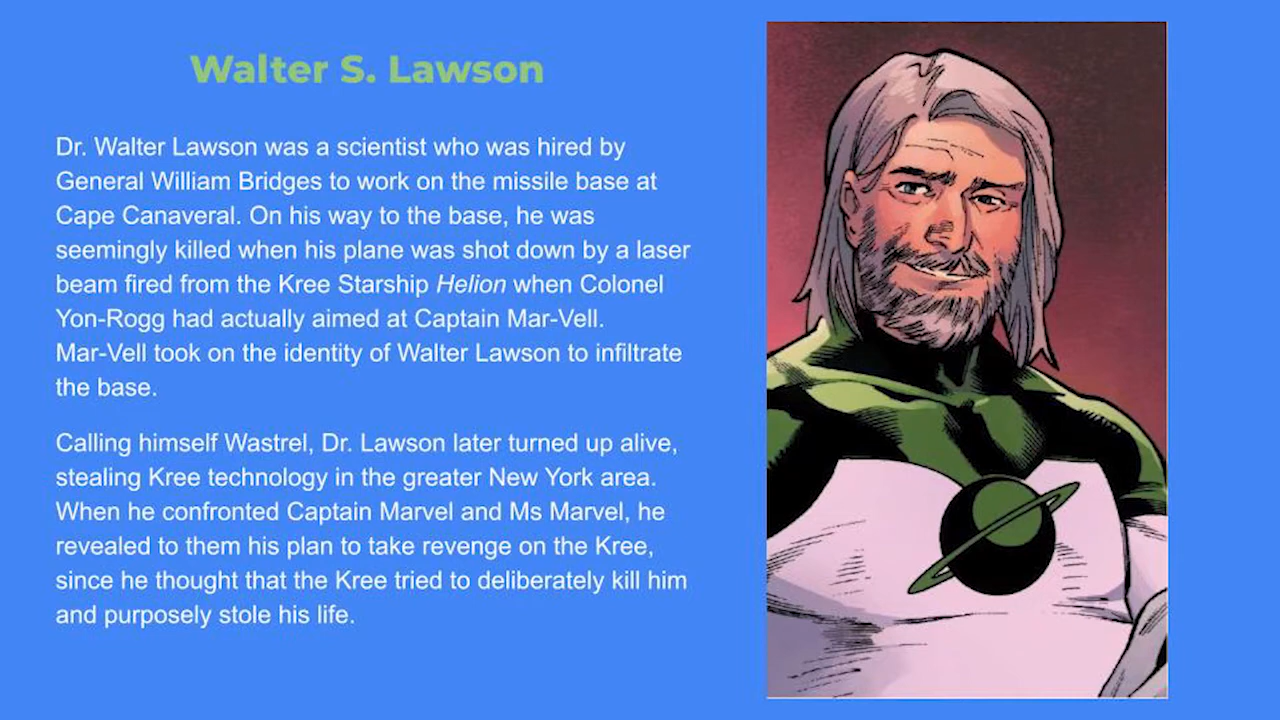 Walter S. Lawson
Dr. Walter Lawson was a scientist who was hired by
General William Bridges to work on the missile base at
Cape Canaveral. On his way to the base, he was
seemingly killed when his plane was shot down by a laser
beam fired from the Kree Starship Helion when Colonel
Yon-Rogg had actually aimed at Captain Mar-Vell.
Mar-Vell took on the identity of Walter Lawson to infiltrate
the base.
Calling himself Wastrel, Dr. Lawson later turned up alive,
stealing Kree technology in the greater New York area.
When he confronted Captain Marvel and Ms Marvel, he
revealed to them his plan to take revenge on the Kree,
since he thought that the Kree tried to deliberately kill him
and purposely stole his life.